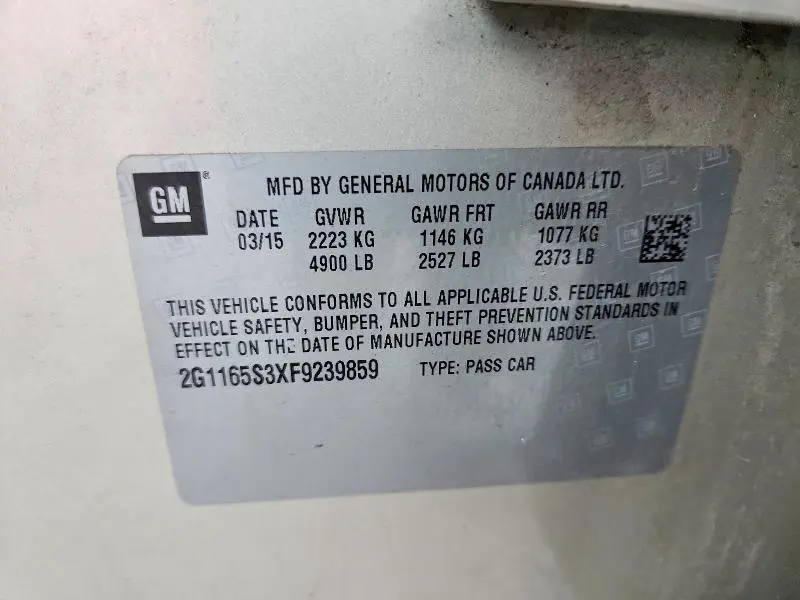 GM®
MFD BY GENERAL MOTORS OF CANADA LTD.
DATE GVWR GAWR FRT GAWR RR
03/15 2223 KG 1146 KG 1077 KG
4900 LB 2527 LB 2373 LB
THIS VEHICLE CONFORMS TO ALL APPLICABLE U.S. FEDERAL MOTOR
VEHICLE SAFETY, BUMPER, AND THEFT PREVENTION STANDARDS IN
EFFECT ON THE DATE OF MANUFACTURE SHOWN ABOVE.
2G1165S3XF9239859 TYPE: PASS CAR